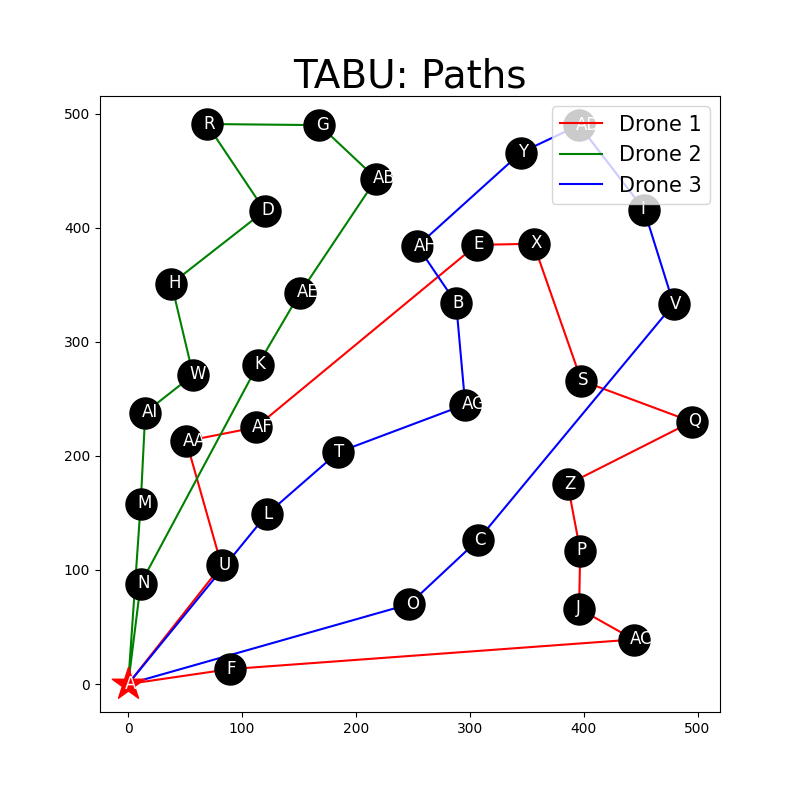 TABU: Paths
Drone 1
Drone 2
Drone 3
500
R
G
Y
AB
I
D
400
AH
E
X
H
AE
B
V
300
K
W
S
AI
AG
AF
Q
AA
200
T
Z
M
L
C
P
100
U
N
O
J
AC
F
A
0
0
100
200
300
400
500